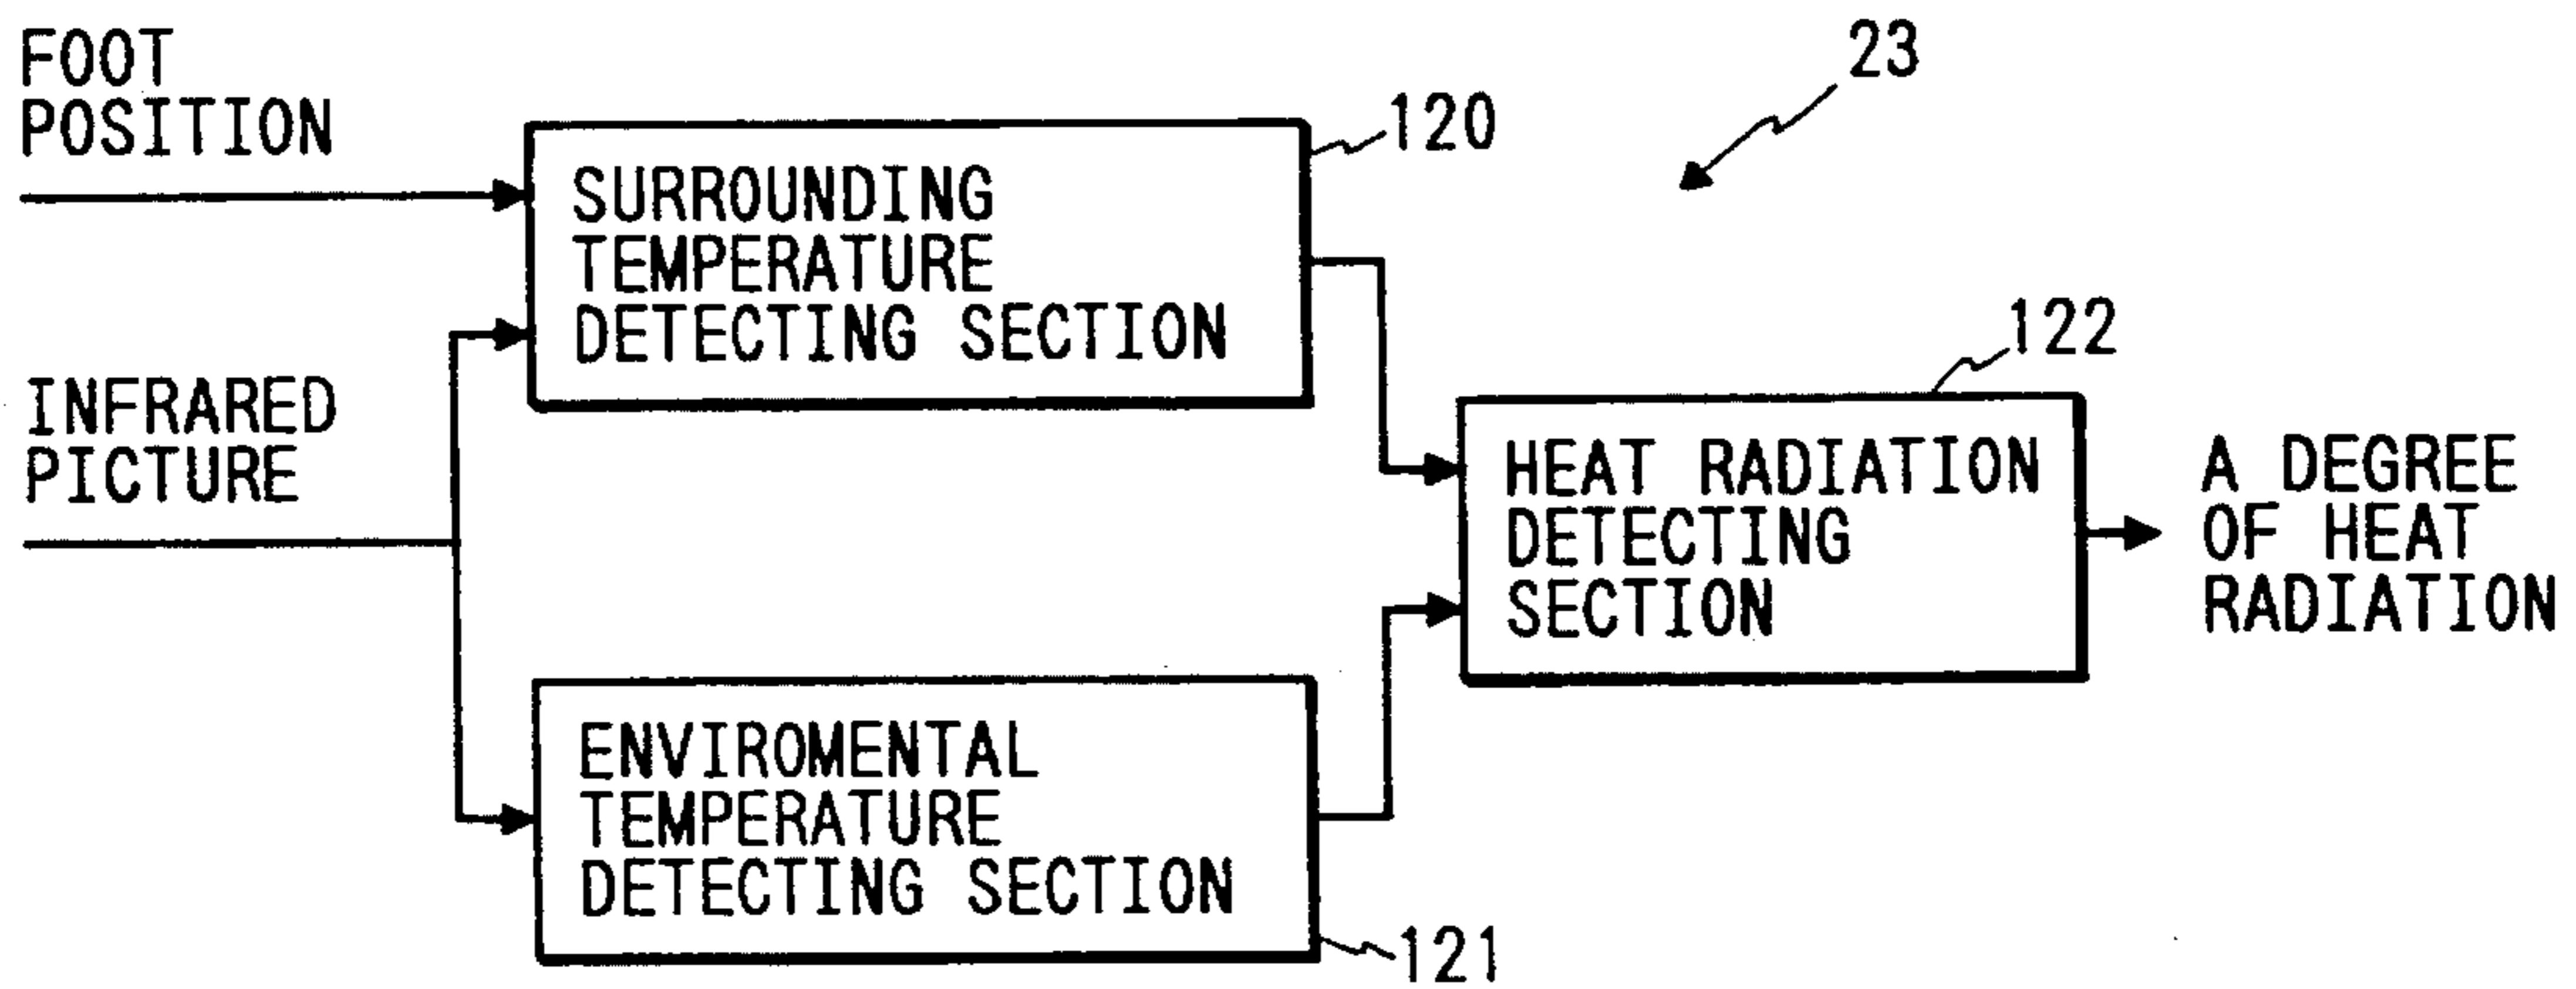 FOOT
POSITION
23
120
SURROUNDING
TEMPERATURE
DETECTING SECTION
INFRARED
PICTURE
122
HEAT RADIATION
DETECTING
SECTION
A DEGREE
OF HEAT
RADIATION
ENVIROMENTAL
TEMPERATURE
DETECTING SECTION
121